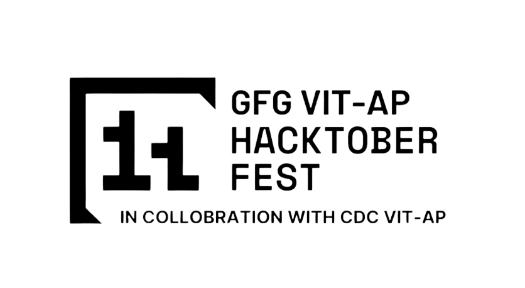 GFG VIT-AP
HACKTOBER
FEST
IN COLLOBRATION WITH CDC VIT-AP